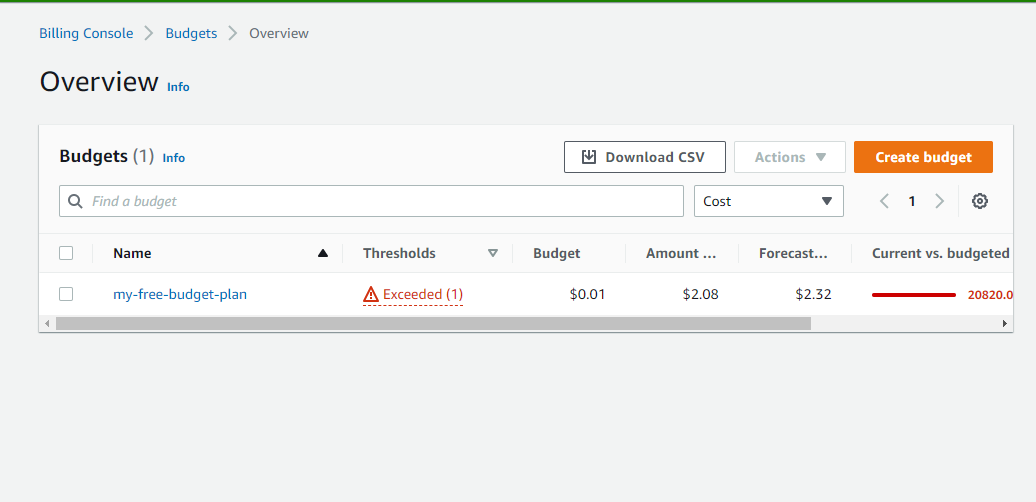 Billing Console Budgets Overview
Overview Info
Budgets (1) Info Download CSV Actions Create budget
Find a budget Cost 1
Name Thresholds Budget Amount ... Forecast... Current vs. budgeted
my-free-budget-plan Exceeded (1) $0.01 $2.08 $2.32 20820.0